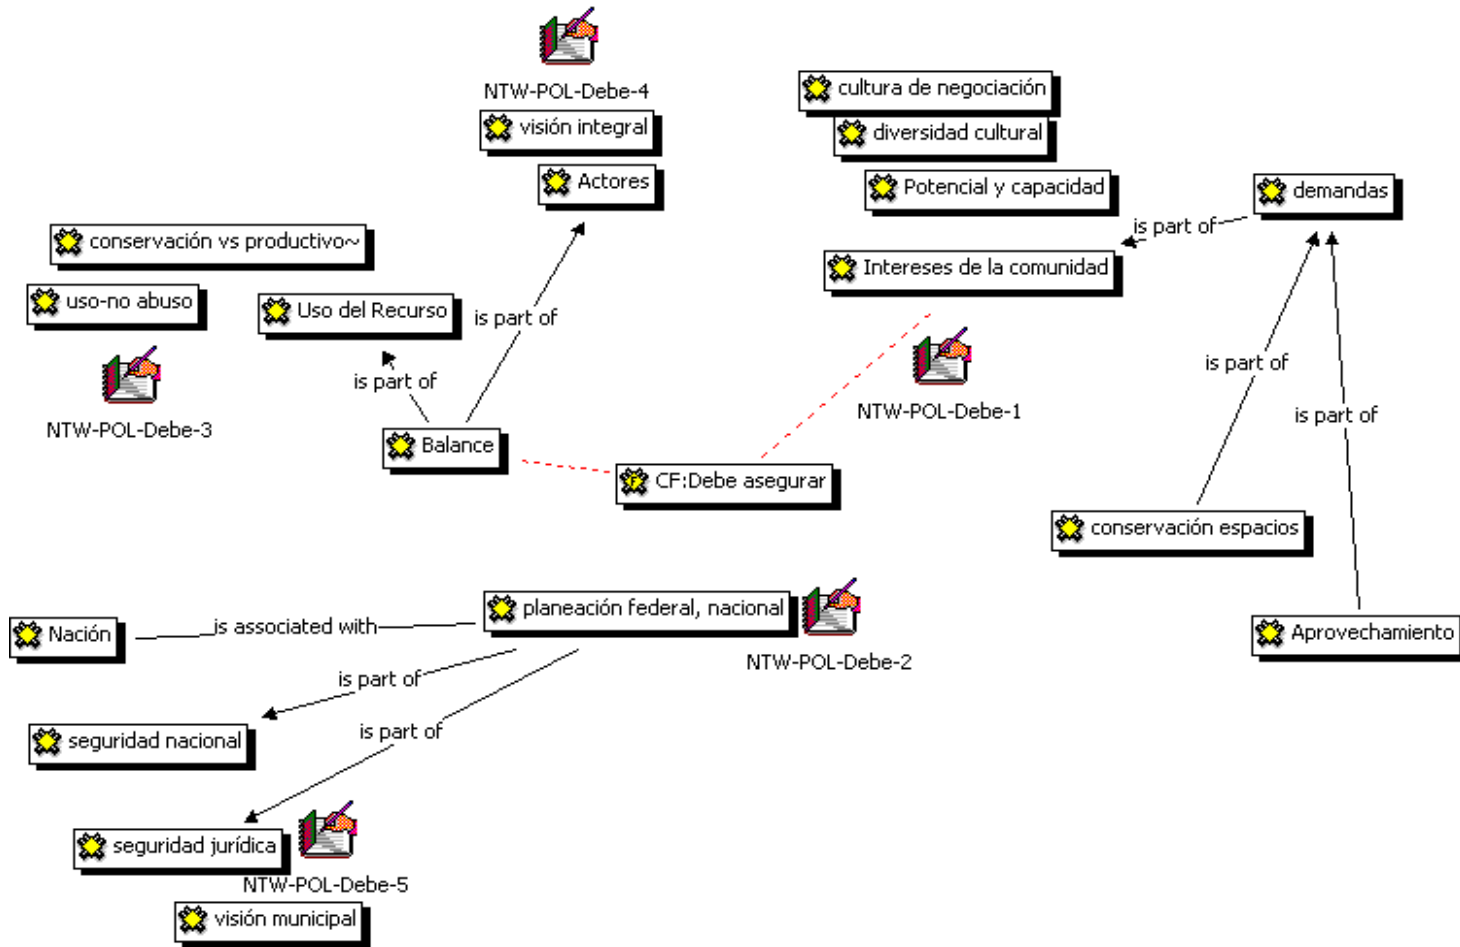 NTW-POL-Debe-4
visión integral
Actores
cultura de negociación
diversidad cultural
Potencial y capacidad
demandas
is part of
Intereses de la comunidad
conservación vs productivo~
uso-no abuso
Uso del Recurso
is part of
is part of
NTW-POL-Debe-3
NTW-POL-Debe-1
Balance
CF:Debe asegurar
is part of
is part of
conservación espacios
Aprovechamiento
Nación
is associated with
planeación federal, nacional
NTW-POL-Debe-2
is part of
is part of
seguridad nacional
seguridad jurídica
NTW-POL-Debe-5
visión municipal